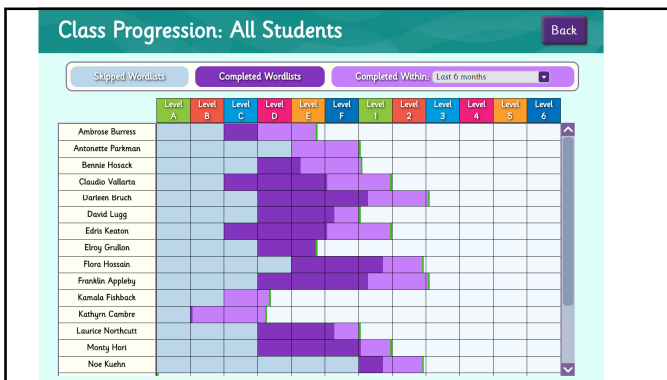 Class Progression: All Students
Back
Skipped Wordlists
Completed Wordlists
Completed Within: Last 6 months
Level A
Level B
Level C
Level D
Level E
Level F
Level 1
Level 2
Level 3
Level 4
Level 5
Level 6
Ambrose Burress
Antonette Parkman
Bennie Hosack
Claudio Vallarta
Darleen Bruch
David Lugg
Edris Keaton
Elroy Grullon
Flora Hossain
Franklin Appleby
Kamala Fishback
Kathyrn Cambre
Laurice Northcutt
Monty Hori
Noe Kuehn